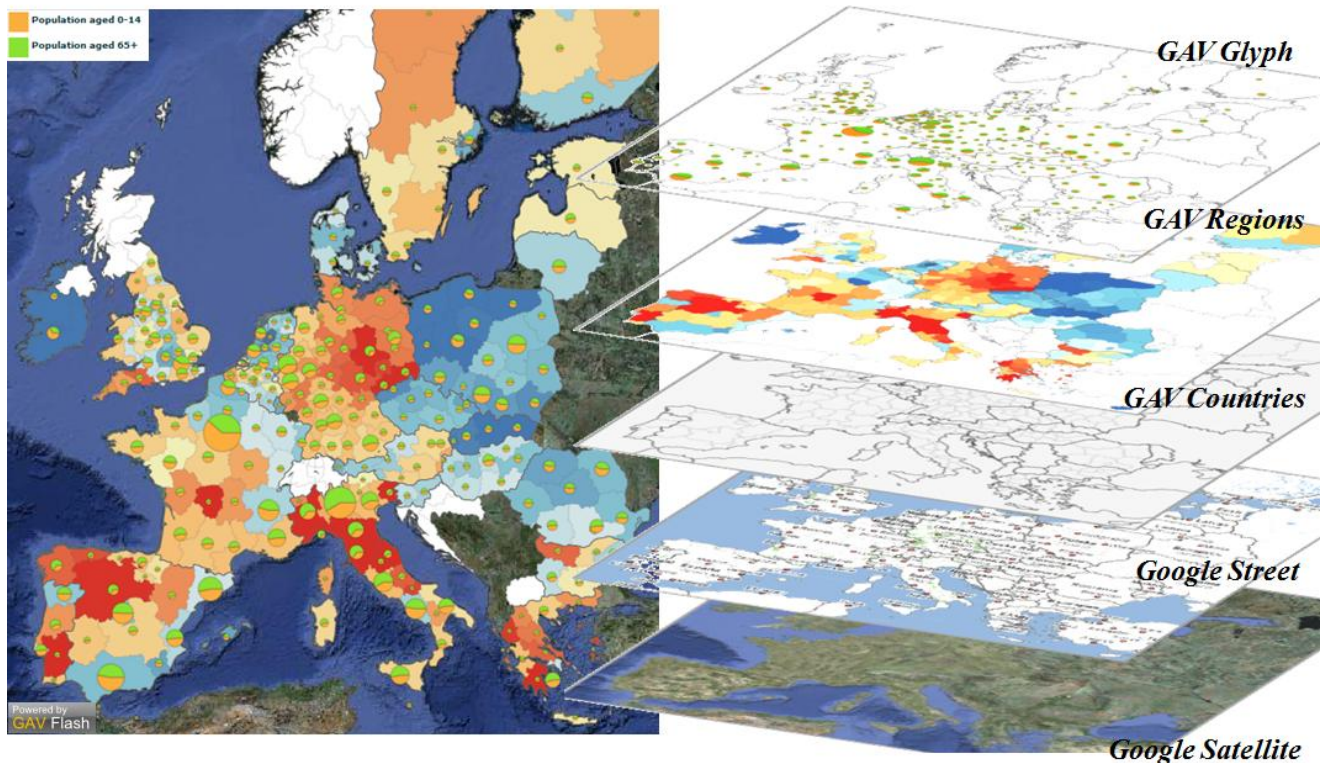 Population aged 0-14
Population aged 65+
GAV Glyph
GAV Regions
GAV Countries
Google Street
Google Satellite
Powered by
GAV Flash